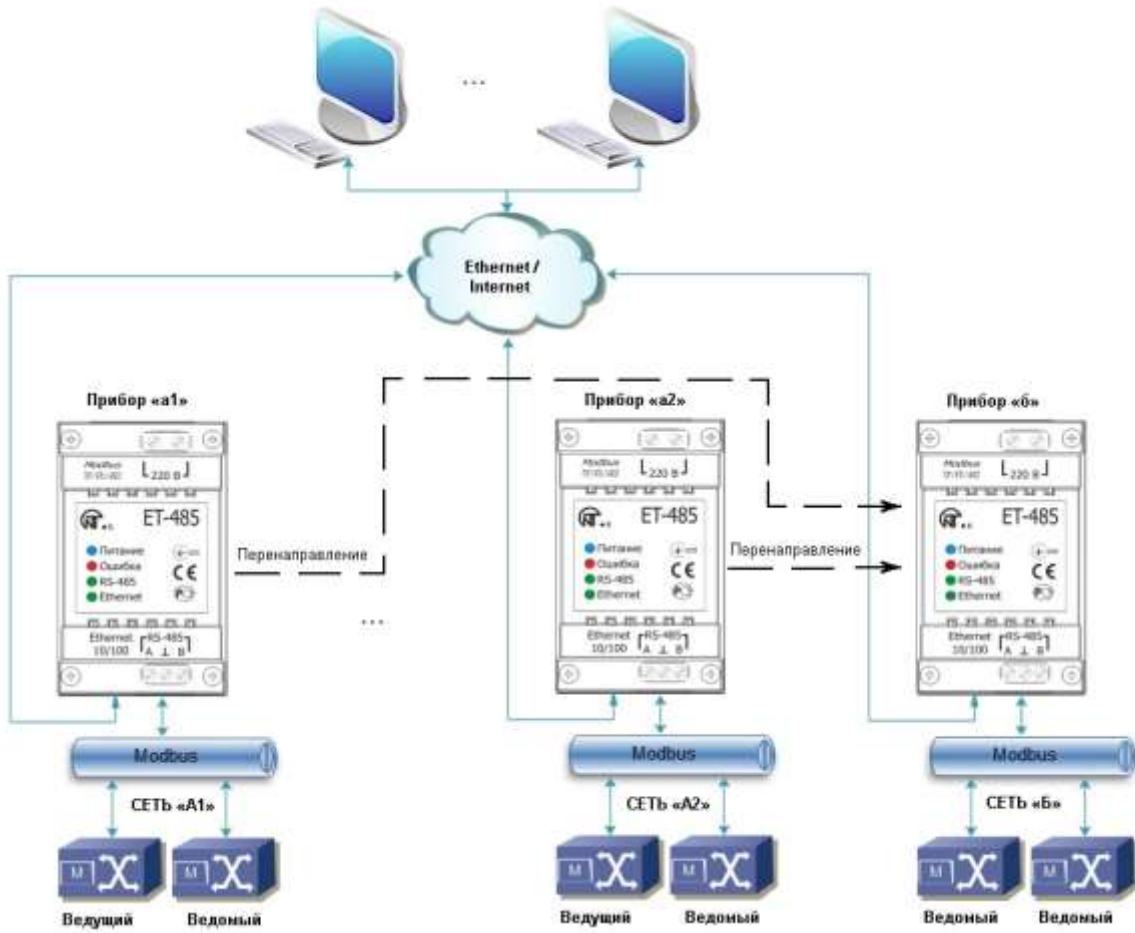 ...
Ethernet /
Internet
Прибор «а1»
Прибор «а2»
Прибор «б»
Modbus
220 В
ET-485
Питание
Ошибка
RS-485
Ethernet
CE
Ethernet
10/100
RS-485
A ⊥ B
Modbus
220 В
ET-485
Питание
Ошибка
RS-485
Ethernet
CE
Ethernet
10/100
RS-485
A ⊥ B
Modbus
220 В
ET-485
Питание
Ошибка
RS-485
Ethernet
CE
Ethernet
10/100
RS-485
A ⊥ B
Перенаправление
Перенаправление
...
Modbus
Modbus
Modbus
СЕТЬ «А1»
СЕТЬ «А2»
СЕТЬ «Б»
M
M
M
M
M
M
Ведущий
Ведомый
Ведущий
Ведомый
Ведомый
Ведомый